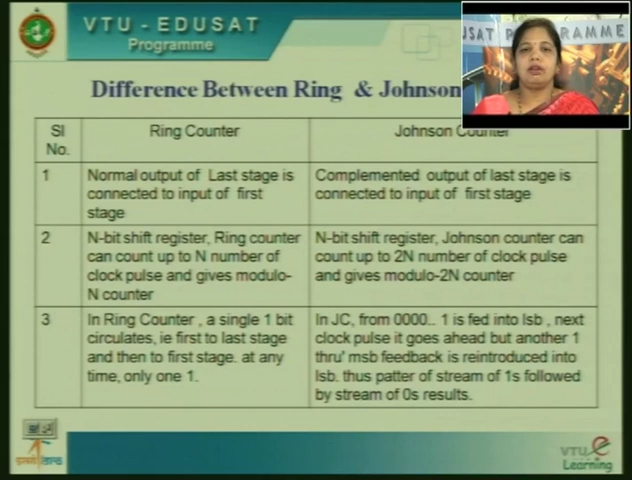 VTU - EDUSAT
Programme
USAT PROGRAMME
Difference Between Ring & Johnson
Sl No.
Ring Counter
Johnson Counter
1
Normal output of Last stage is
connected to input of first
stage
Complemented output of last stage is
connected to input of first stage
2
N-bit shift register, Ring counter
can count up to N number of
clock pulse and gives modulo-
N counter
N-bit shift register, Johnson counter can
count up to 2N number of clock pulse
and gives modulo-2N counter
3
In Ring Counter , a single 1 bit
circulates, ie first to last stage
and then to first stage. at any
time, only one 1.
In JC, from 0000.. 1 is fed into lsb , next
clock pulse it goes ahead but another 1
thru' msb feedback is reintroduced into
lsb. thus patter of stream of 1s followed
by stream of 0s results.
VTU e
Learning